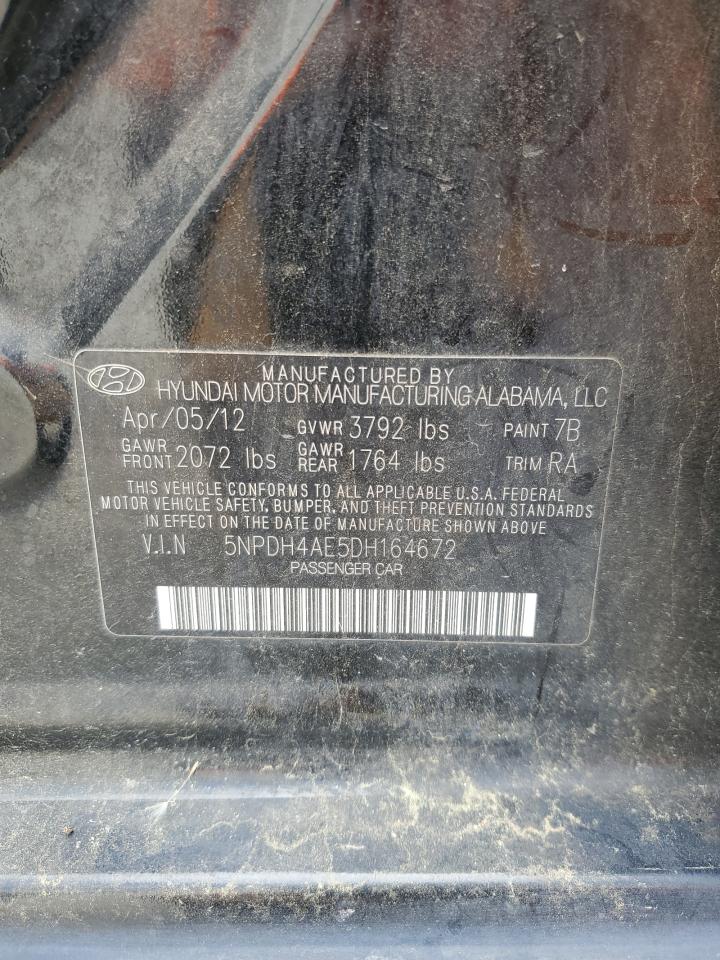 MANUFACTURED BY
HYUNDAI MOTOR MANUFACTURING ALABAMA, LLC
Apr/05/12 GVWR 3792 lbs PAINT 7B
GAWR FRONT 2072 lbs GAWR REAR 1764 lbs TRIM RA
THIS VEHICLE CONFORMS TO ALL APPLICABLE U.S.A. FEDERAL
MOTOR VEHICLE SAFETY, BUMPER, AND THEFT PREVENTION STANDARDS
IN EFFECT ON THE DATE OF MANUFACTURE SHOWN ABOVE
V.I.N 5NPDH4AE5DH164672
PASSENGER CAR